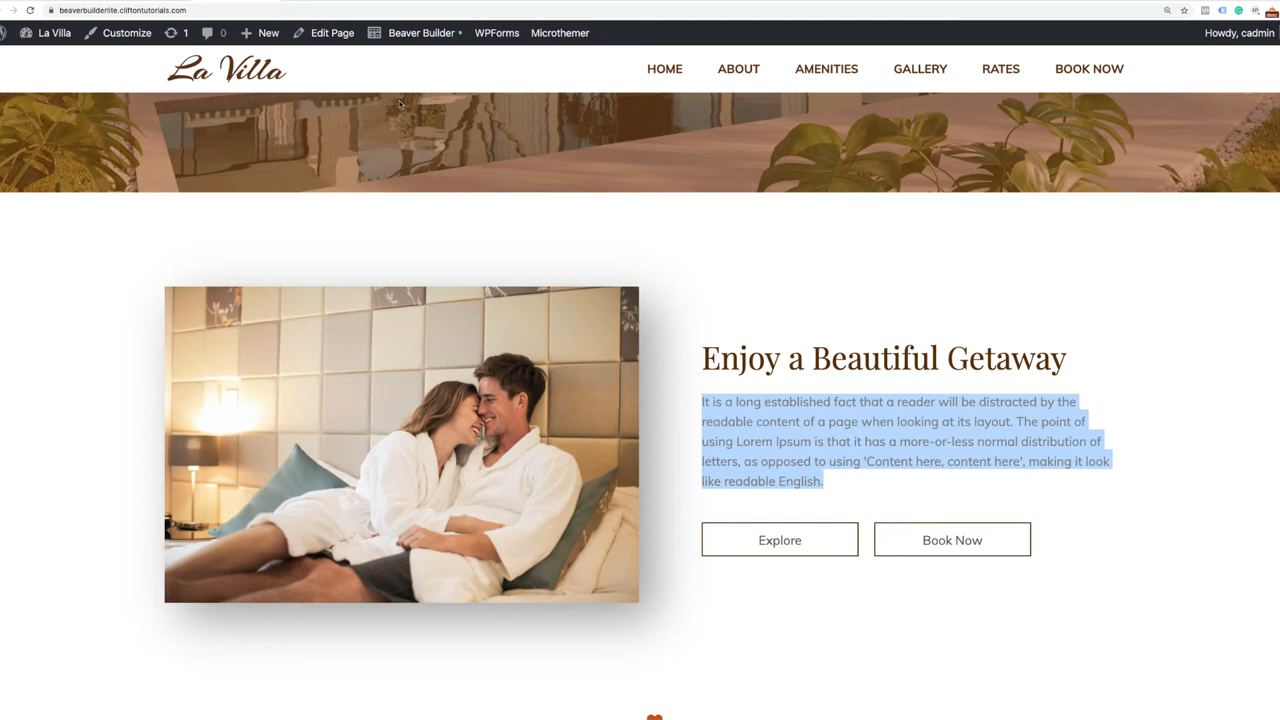 beaverbuilderlite.cliftontutorials.com
La Villa Customize 1 0 New Edit Page Beaver Builder WPForms Microthemer Howdy, cadmin
La Villa HOME ABOUT AMENITIES GALLERY RATES BOOK NOW
Enjoy a Beautiful Getaway
It is a long established fact that a reader will be distracted by the
readable content of a page when looking at its layout. The point of
using Lorem Ipsum is that it has a more-or-less normal distribution of
letters, as opposed to using 'Content here, content here', making it look
like readable English.
Explore Book Now